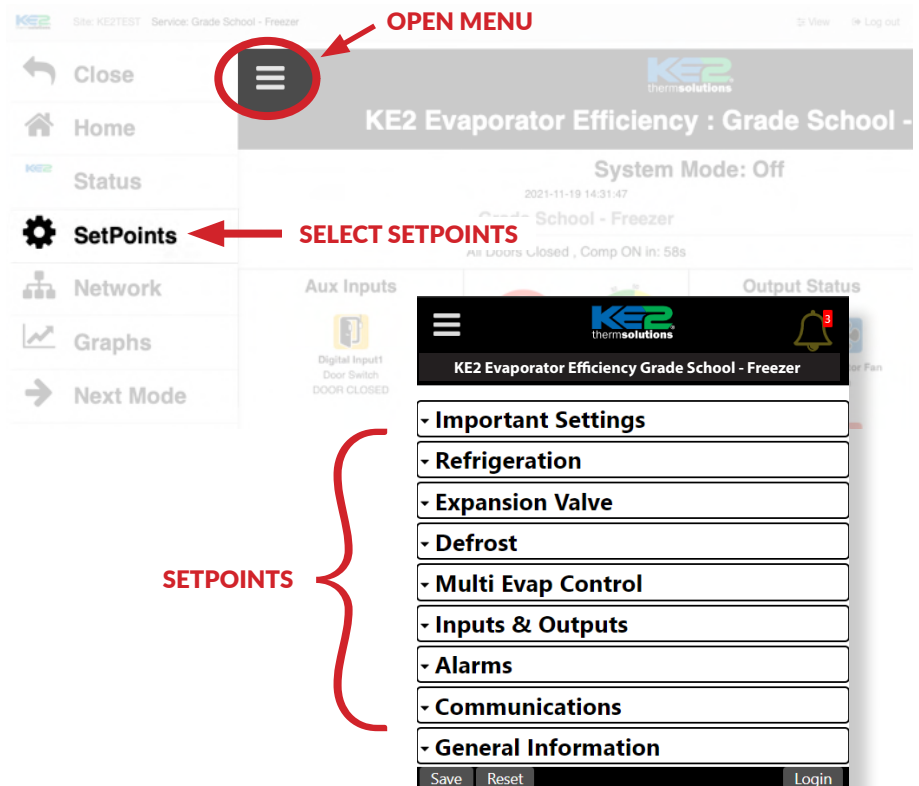 KE2
Site: KE2TEST Service: Grade School - Freezer
OPEN MENU
View
Log out
Close
KE2
thermsolutions
Home
KE2 Evaporator Efficiency : Grade School -
KE2
Status
System Mode: Off
2021-11-19 14:31:47
SetPoints
SELECT SETPOINTS
Grade School - Freezer
All Doors Closed , Comp ON in: 58s
Network
Aux Inputs
Output Status
Graphs
Digital Input1
Door Switch
DOOR CLOSED
Fan
Next Mode
KE2
thermsolutions
3
KE2 Evaporator Efficiency Grade School - Freezer
SETPOINTS
Important Settings
Refrigeration
Expansion Valve
Defrost
Multi Evap Control
Inputs & Outputs
Alarms
Communications
General Information
Save
Reset
Login